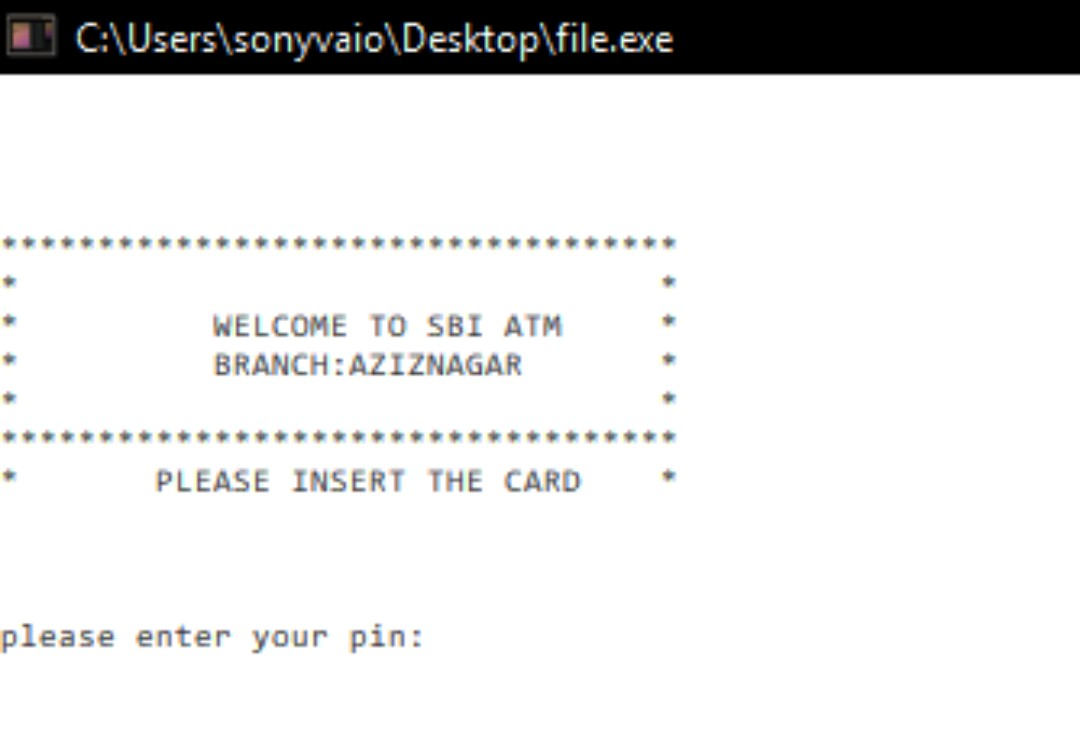 C:\Users\sonyvaio\Desktop\file.exe
***********************************
* *
* WELCOME TO SBI ATM *
* BRANCH:AZIZNAGAR *
* *
***********************************
* PLEASE INSERT THE CARD *
please enter your pin: